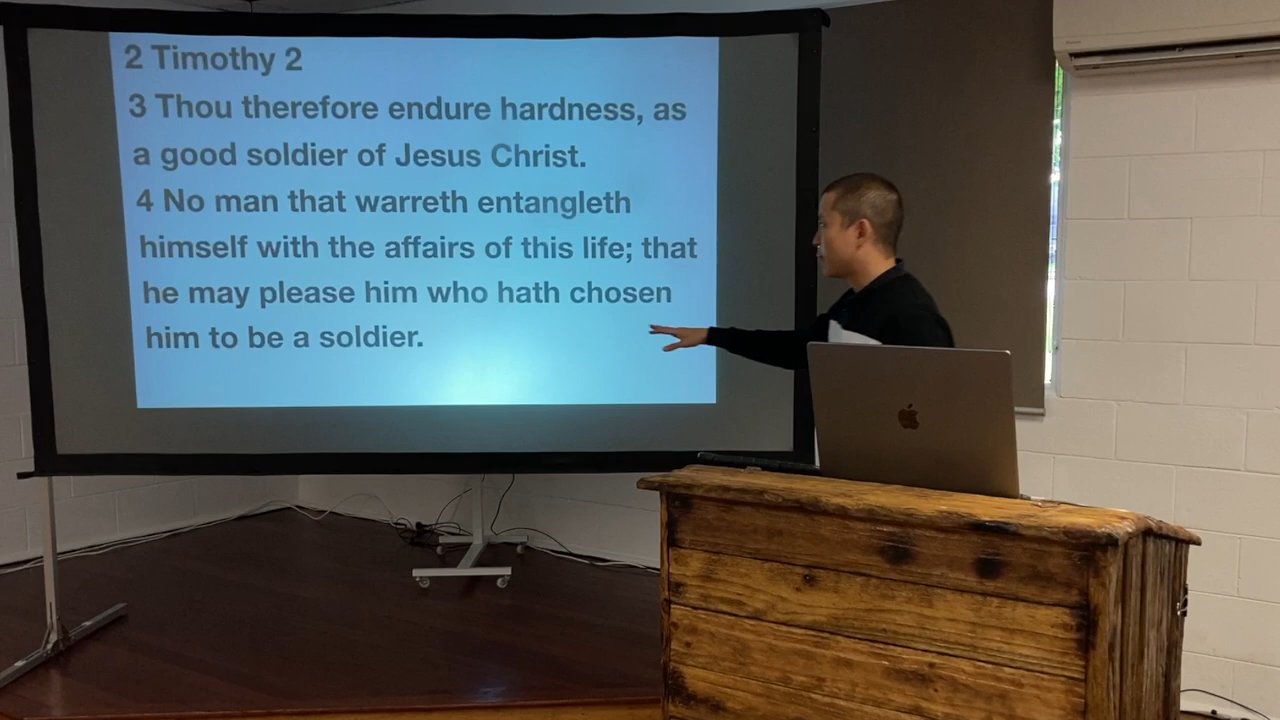 2 Timothy 2
3 Thou therefore endure hardness, as
a good soldier of Jesus Christ.
4 No man that warreth entangleth
himself with the affairs of this life; that
he may please him who hath chosen
him to be a soldier.